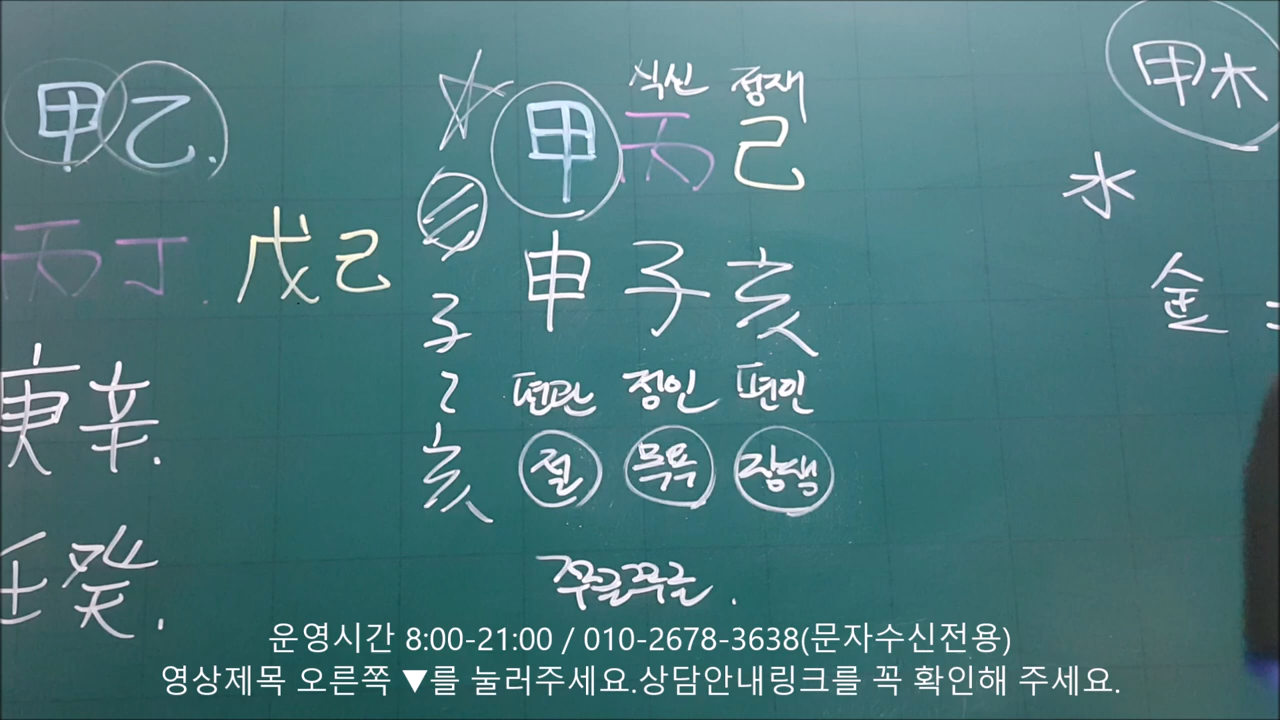 식신 정재
甲乙. 甲 丙 己 甲木
水
丙丁. 戊己 申 子 亥
金
子
庚辛. 편관 정인 편인
亥 절 목욕 장생
壬癸. 쭈글쭈글.
운영시간 8:00-21:00 / 010-2678-3638(문자수신전용)
영상제목 오른쪽 ▼를 눌러주세요.상담안내링크를 꼭 확인해 주세요.